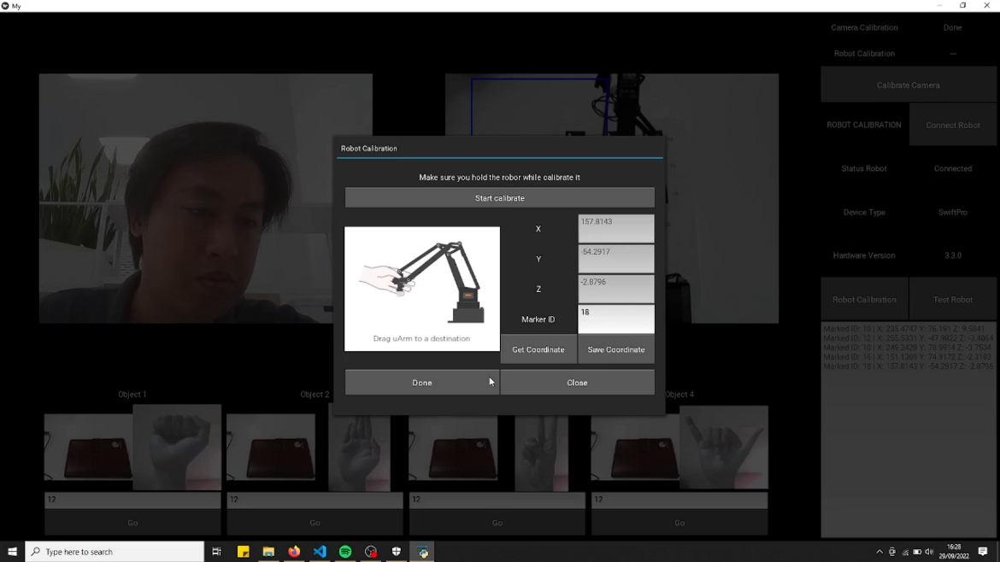 My
Camera Calibration Done
Robot Calibration ---
Calibrate Camera
ROBOT CALIBRATION Connect Robot
Status Robot Connected
Device Type SwiftPro
Hardware Version 3.3.0
Robot Calibration Test Robot
Marked ID: 10 | X: 235.4747 Y: 76.191 Z: 9.5841
Marked ID: 12 | X: 255.5331 Y: -47.9822 Z: -3.4064
Marked ID: 10 | X: 249.3428 Y: 78.9914 Z: -3.7534
Marked ID: 16 | X: 151.1369 Y: 74.9172 Z: -2.3183
Marked ID: 18 | X: 157.8143 Y: -54.2917 Z: -2.8796
Robot Calibration
Make sure you hold the robor while calibrate it
Start calibrate
X 157.8143
Y -54.2917
Z -2.8796
Marker ID 18
Drag uArm to a destination
Get Coordinate Save Coordinate
Done Close
Object 1 Object 2 Object 4
12 12 12 12
Go Go Go Go
Type here to search
16:28
29/09/2022